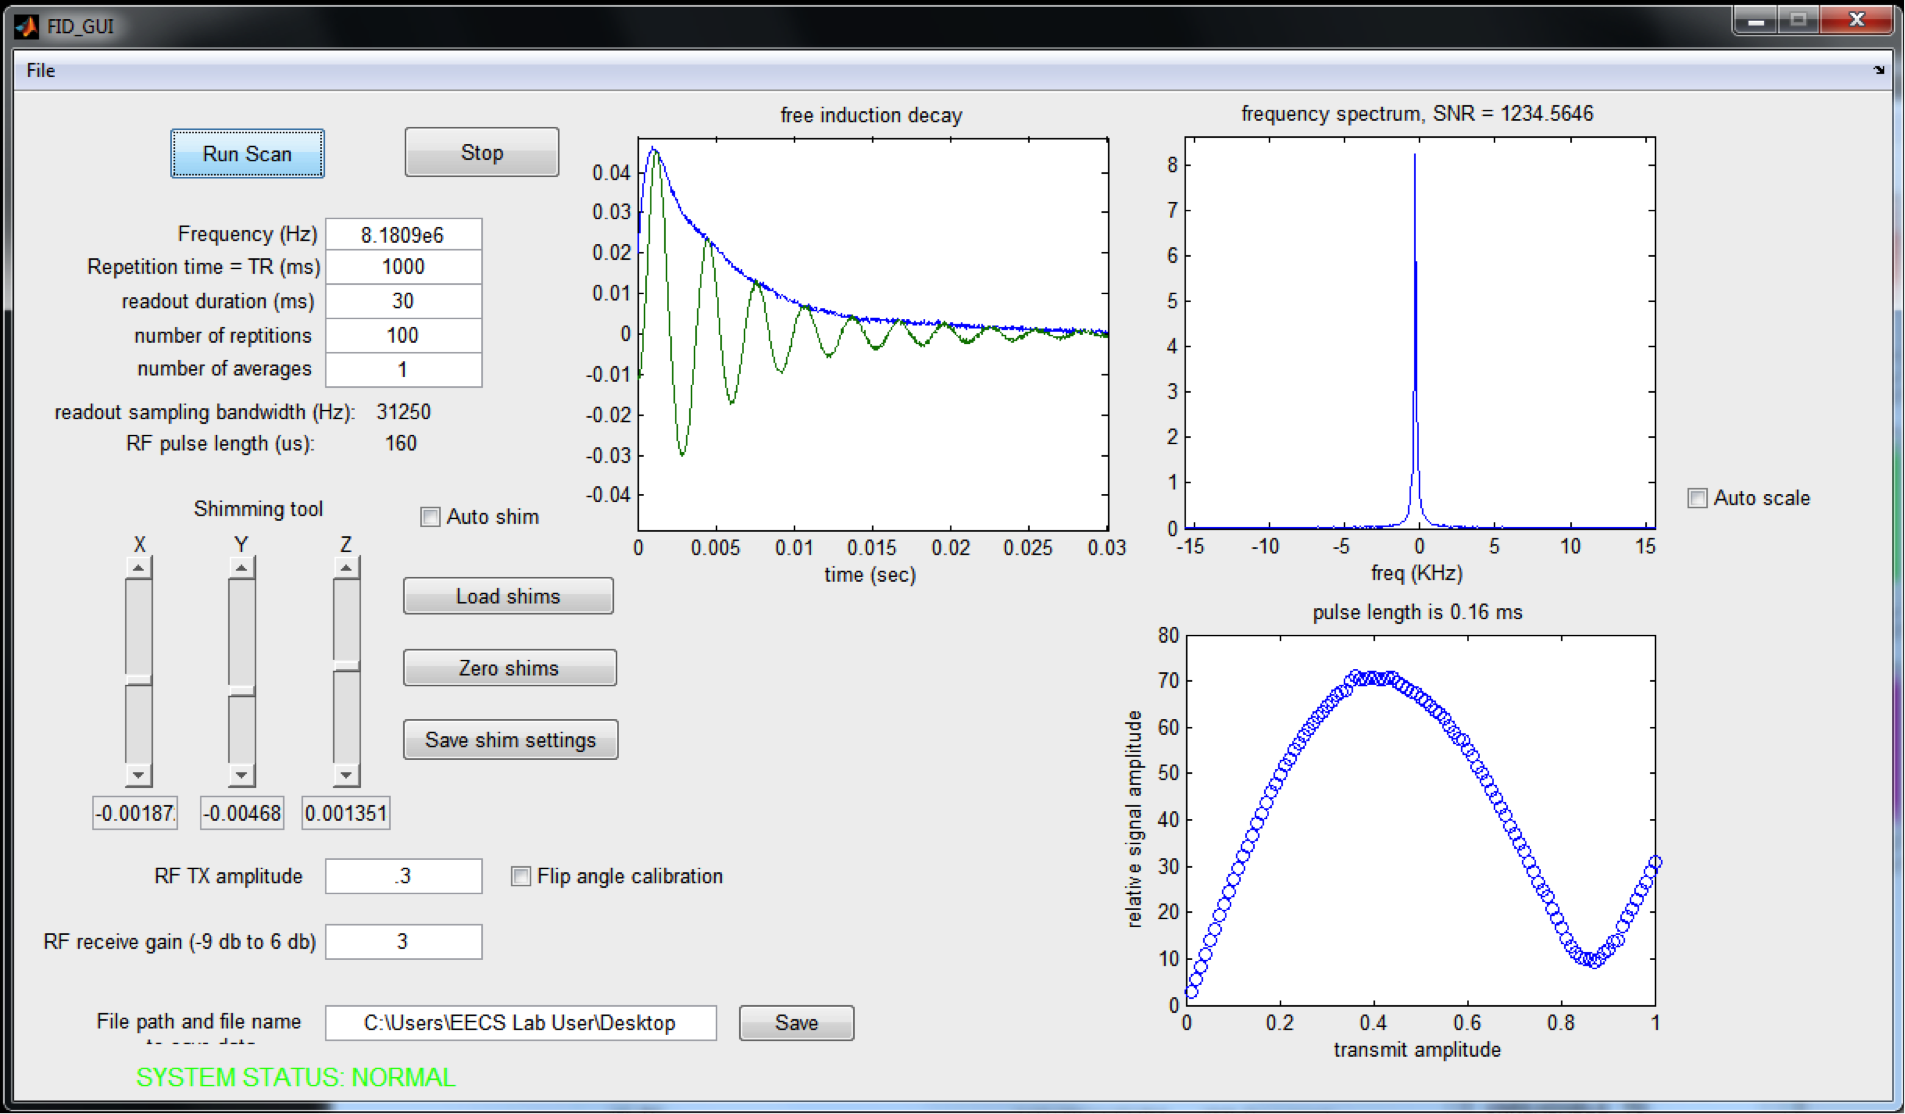 FID_GUI
File
Run Scan
Stop
Frequency (Hz) 8.1809e6
Repetition time = TR (ms) 1000
readout duration (ms) 30
number of reptitions 100
number of averages 1
readout sampling bandwidth (Hz): 31250
RF pulse length (us): 160
Shimming tool
Auto shim
X Y Z
Load shims
Zero shims
Save shim settings
-0.00187 -0.00468 0.001351
RF TX amplitude .3
Flip angle calibration
RF receive gain (-9 db to 6 db) 3
File path and file name C:\Users\EECS Lab User\Desktop Save
to save data
SYSTEM STATUS: NORMAL
free induction decay
0.04
0.03
0.02
0.01
0
-0.01
-0.02
-0.03
-0.04
0 0.005 0.01 0.015 0.02 0.025 0.03
time (sec)
frequency spectrum, SNR = 1234.5646
8
7
6
5
4
3
2
1
0
-15 -10 -5 0 5 10 15
freq (KHz)
Auto scale
pulse length is 0.16 ms
relative signal amplitude
80
70
60
50
40
30
20
10
0
0 0.2 0.4 0.6 0.8 1
transmit amplitude